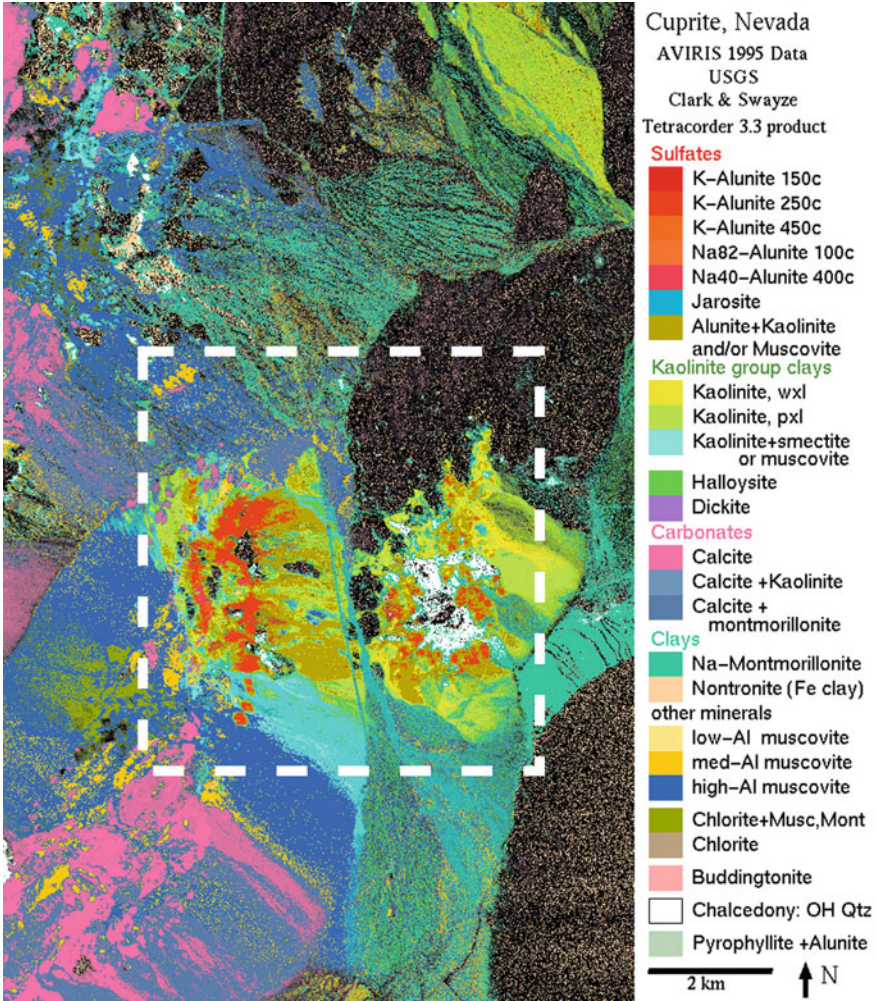 Cuprite, Nevada
AVIRIS 1995 Data
USGS
Clark & Swayze
Tetracorder 3.3 product
Sulfates
K-Alunite 150c
K-Alunite 250c
K-Alunite 450c
Na82-Alunite 100c
Na40-Alunite 400c
Jarosite
Alunite+Kaolinite
and/or Muscovite
Kaolinite group clays
Kaolinite, wxl
Kaolinite, pxl
Kaolinite+smectite
or muscovite
Halloysite
Dickite
Carbonates
Calcite
Calcite +Kaolinite
Calcite +
montmorillonite
Clays
Na-Montmorillonite
Nontronite (Fe clay)
other minerals
low-Al muscovite
med-Al muscovite
high-Al muscovite
Chlorite+Musc,Mont
Chlorite
Buddingtonite
Chalcedony: OH Qtz
Pyrophyllite +Alunite
2 km
N